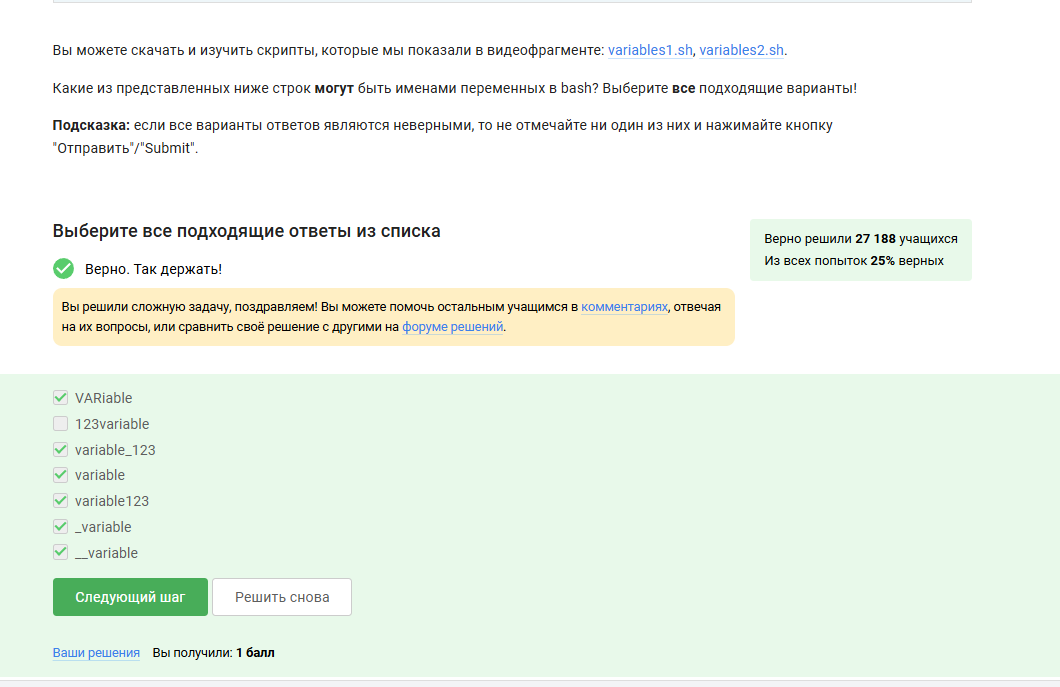 Вы можете скачать и изучить скрипты, которые мы показали в видеофрагменте: variables1.sh, variables2.sh.
Какие из представленных ниже строк могут быть именами переменных в bash? Выберите все подходящие варианты!
Подсказка: если все варианты ответов являются неверными, то не отмечайте ни один из них и нажимайте кнопку
"Отправить"/"Submit".
Выберите все подходящие ответы из списка
Верно решили 27 188 учащихся
Из всех попыток 25% верных
Верно. Так держать!
Вы решили сложную задачу, поздравляем! Вы можете помочь остальным учащимся в комментариях, отвечая
на их вопросы, или сравнить своё решение с другими на форуме решений.
VARiable
123variable
variable_123
variable
variable123
_variable
__variable
Следующий шаг
Решить снова
Ваши решения Вы получили: 1 балл